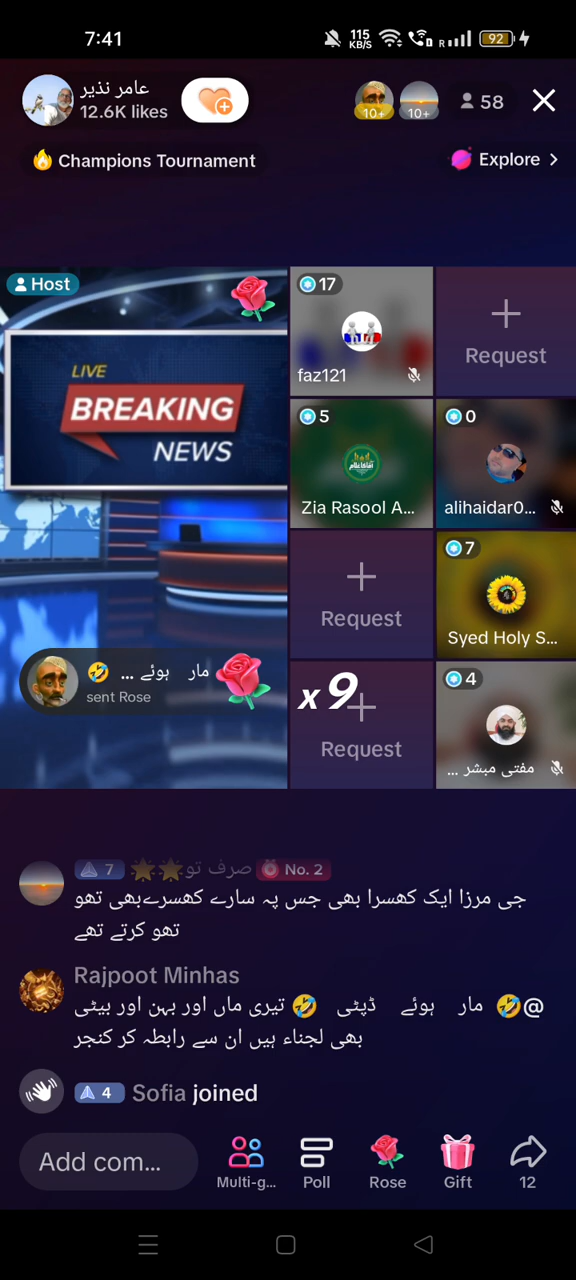 7:41
115
KB/S
R
92
عامر نذیر
12.6K likes
10+
10+
58
Champions Tournament
Explore
Host
LIVE
BREAKING
NEWS
17
faz121
Request
5
Zia Rasool A...
0
alihaidar0...
Request
7
Syed Holy S...
x9
Request
4
مفتی مبشر ...
🤣 مار ہوئے ...
sent Rose
7 🌟🌟صرف تو No. 2
جی مرزا ایک کھسرا بھی جس پہ سارے کھسرےبھی تھو
تھو کرتے تھے
Rajpoot Minhas
@🤣 مار ہوئے ڈپٹی 🤣 تیری ماں اور بہن اور بیٹی
بھی لجناء ہیں ان سے رابطہ کر کنجر
4 Sofia joined
Add com...
Multi-g...
Poll
Rose
Gift
12